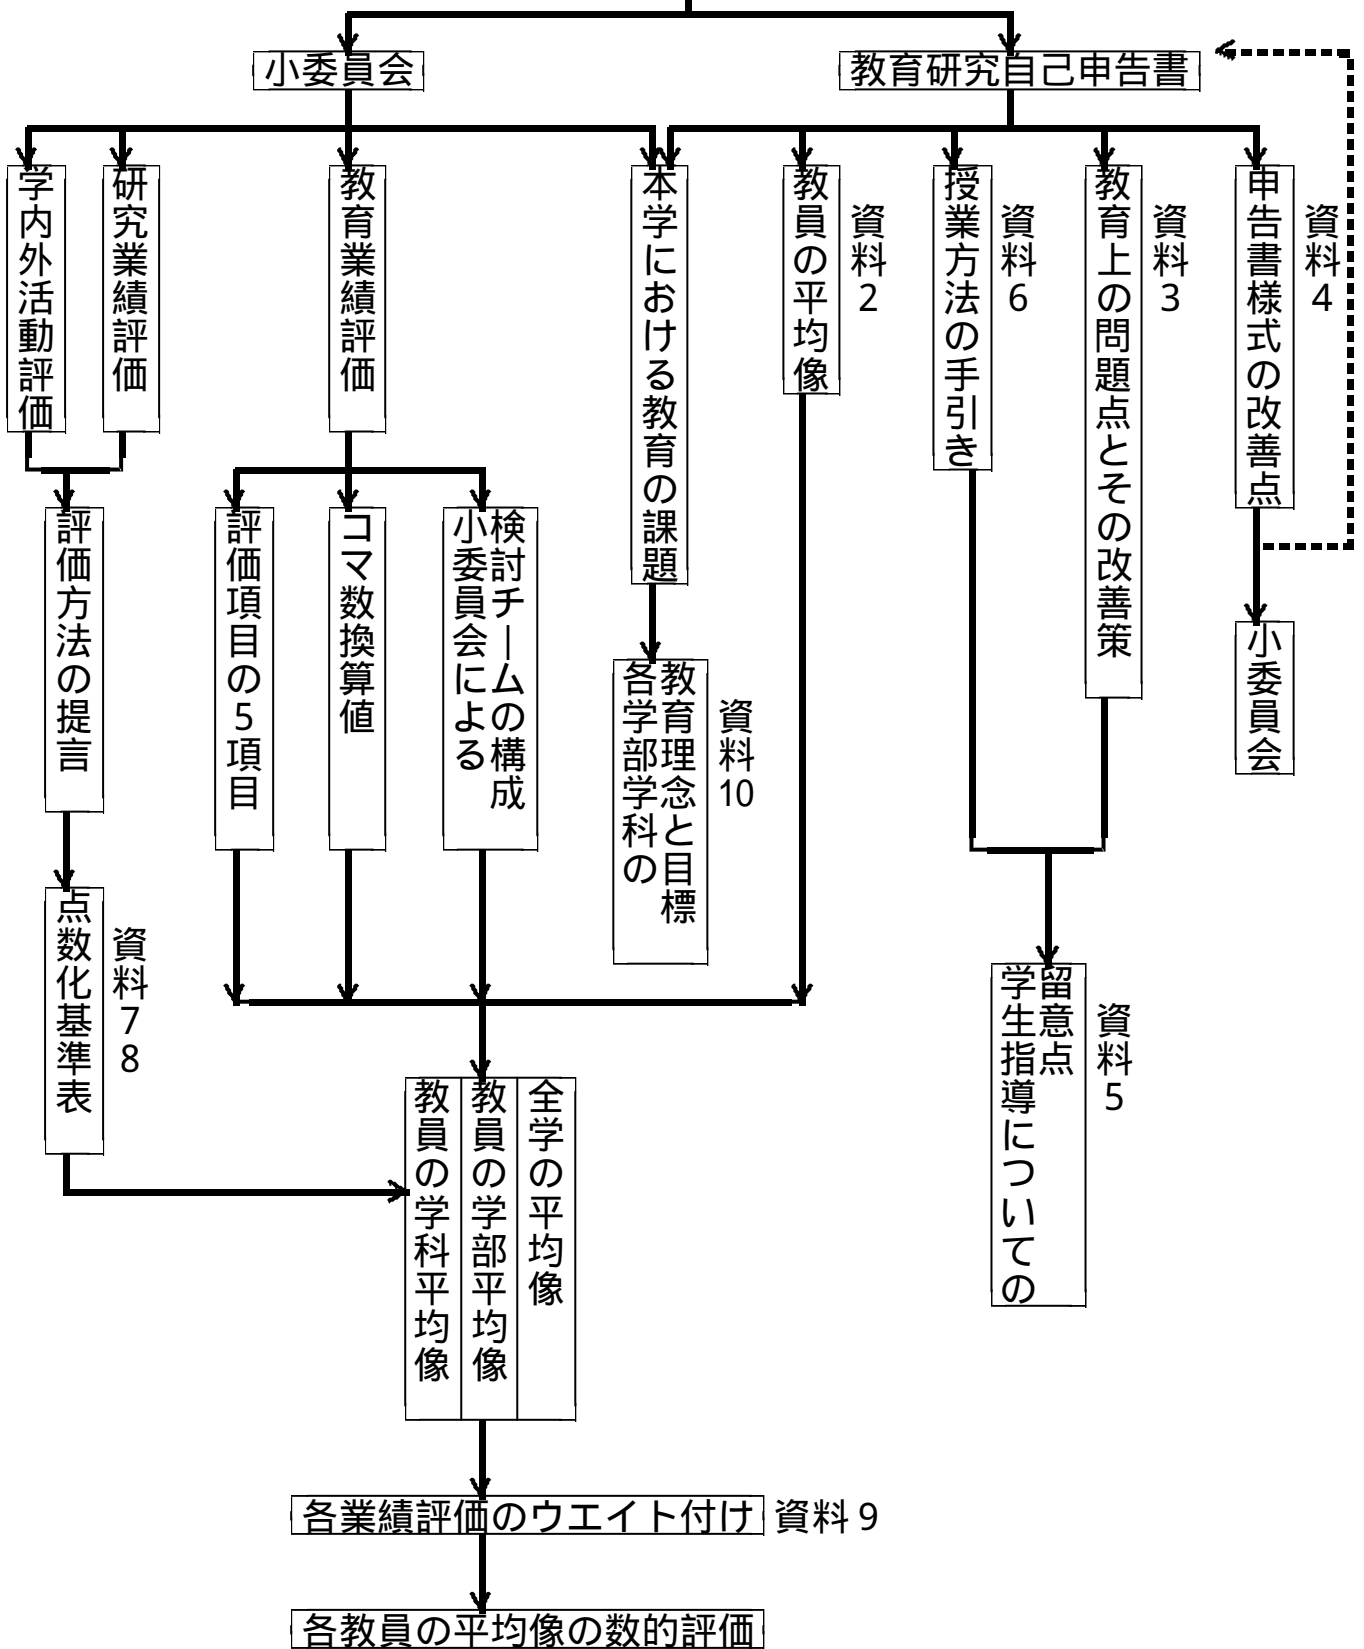 小委員会
教育研究自己申告書
学内外活動評価
研究業績評価
教育業績評価
本学における教育の課題
教員の平均像
資料2
授業方法の手引き
資料6
教育上の問題点とその改善策
資料3
申告書様式の改善点
資料4
評価方法の提言
評価項目の5項目
コマ数換算値
小委員会による
検討チームの構成
各学部学科の
教育理念と目標
資料10
小委員会
点数化基準表
資料7
8
学生指導についての
留意点
資料5
教員の学科平均像
教員の学部平均像
全学の平均像
各業績評価のウエイト付け 資料9
各教員の平均像の数的評価